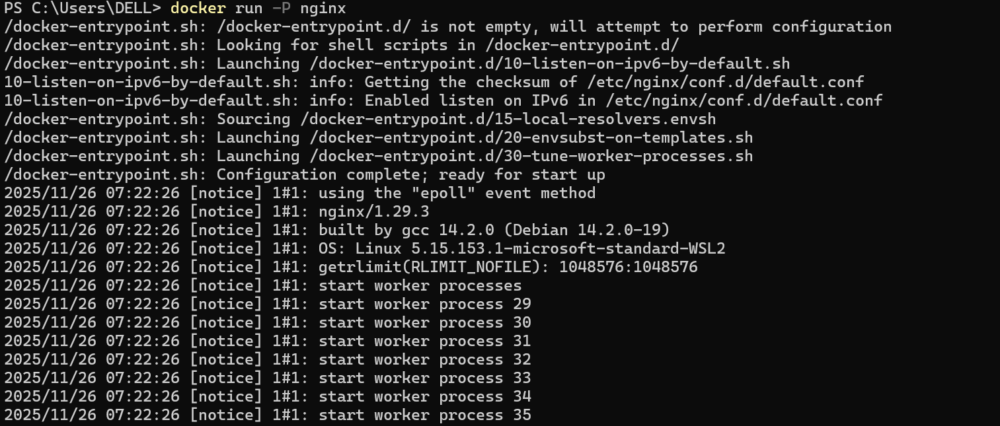 PS C:\Users\DELL> docker run -P nginx
/docker-entrypoint.sh: /docker-entrypoint.d/ is not empty, will attempt to perform configuration
/docker-entrypoint.sh: Looking for shell scripts in /docker-entrypoint.d/
/docker-entrypoint.sh: Launching /docker-entrypoint.d/10-listen-on-ipv6-by-default.sh
10-listen-on-ipv6-by-default.sh: info: Getting the checksum of /etc/nginx/conf.d/default.conf
10-listen-on-ipv6-by-default.sh: info: Enabled listen on IPv6 in /etc/nginx/conf.d/default.conf
/docker-entrypoint.sh: Sourcing /docker-entrypoint.d/15-local-resolvers.envsh
/docker-entrypoint.sh: Launching /docker-entrypoint.d/20-envsubst-on-templates.sh
/docker-entrypoint.sh: Launching /docker-entrypoint.d/30-tune-worker-processes.sh
/docker-entrypoint.sh: Configuration complete; ready for start up
2025/11/26 07:22:26 [notice] 1#1: using the "epoll" event method
2025/11/26 07:22:26 [notice] 1#1: nginx/1.29.3
2025/11/26 07:22:26 [notice] 1#1: built by gcc 14.2.0 (Debian 14.2.0-19)
2025/11/26 07:22:26 [notice] 1#1: OS: Linux 5.15.153.1-microsoft-standard-WSL2
2025/11/26 07:22:26 [notice] 1#1: getrlimit(RLIMIT_NOFILE): 1048576:1048576
2025/11/26 07:22:26 [notice] 1#1: start worker processes
2025/11/26 07:22:26 [notice] 1#1: start worker process 29
2025/11/26 07:22:26 [notice] 1#1: start worker process 30
2025/11/26 07:22:26 [notice] 1#1: start worker process 31
2025/11/26 07:22:26 [notice] 1#1: start worker process 32
2025/11/26 07:22:26 [notice] 1#1: start worker process 33
2025/11/26 07:22:26 [notice] 1#1: start worker process 34
2025/11/26 07:22:26 [notice] 1#1: start worker process 35